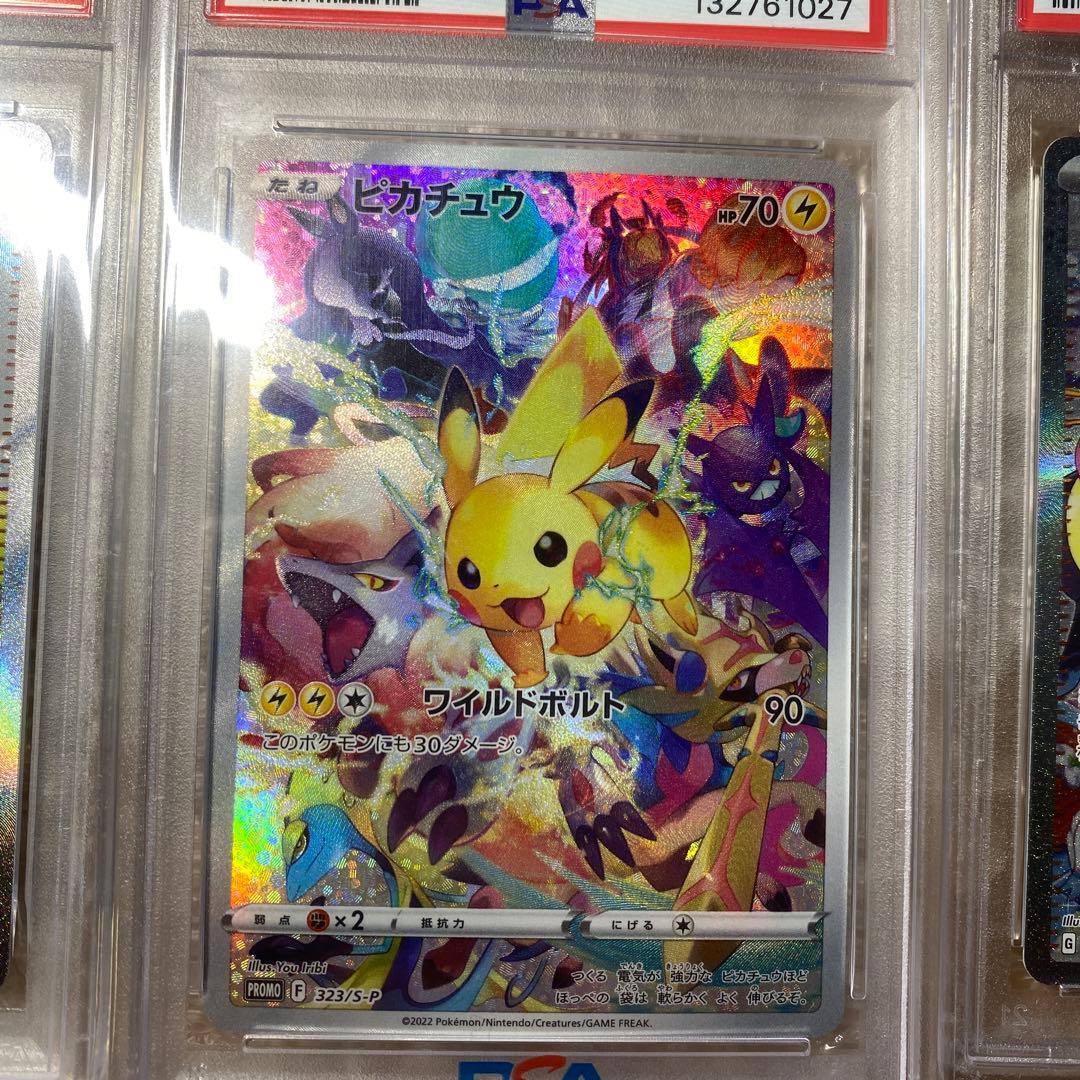 PSA
132761027
たね
ピカチュウ
HP70
ワイルドボルト
90
このポケモンにも30ダメージ。
弱点
×2
抵抗力
にげる
Illus. You Iribi
PROMO F 323/S-P
つくる 電気が 強力な ピカチュウほど
ほっぺの 袋は 軟らかく よく 伸びるぞ。
©2022 Pokémon/Nintendo/Creatures/GAME FREAK.
PSA
Illu
G
21